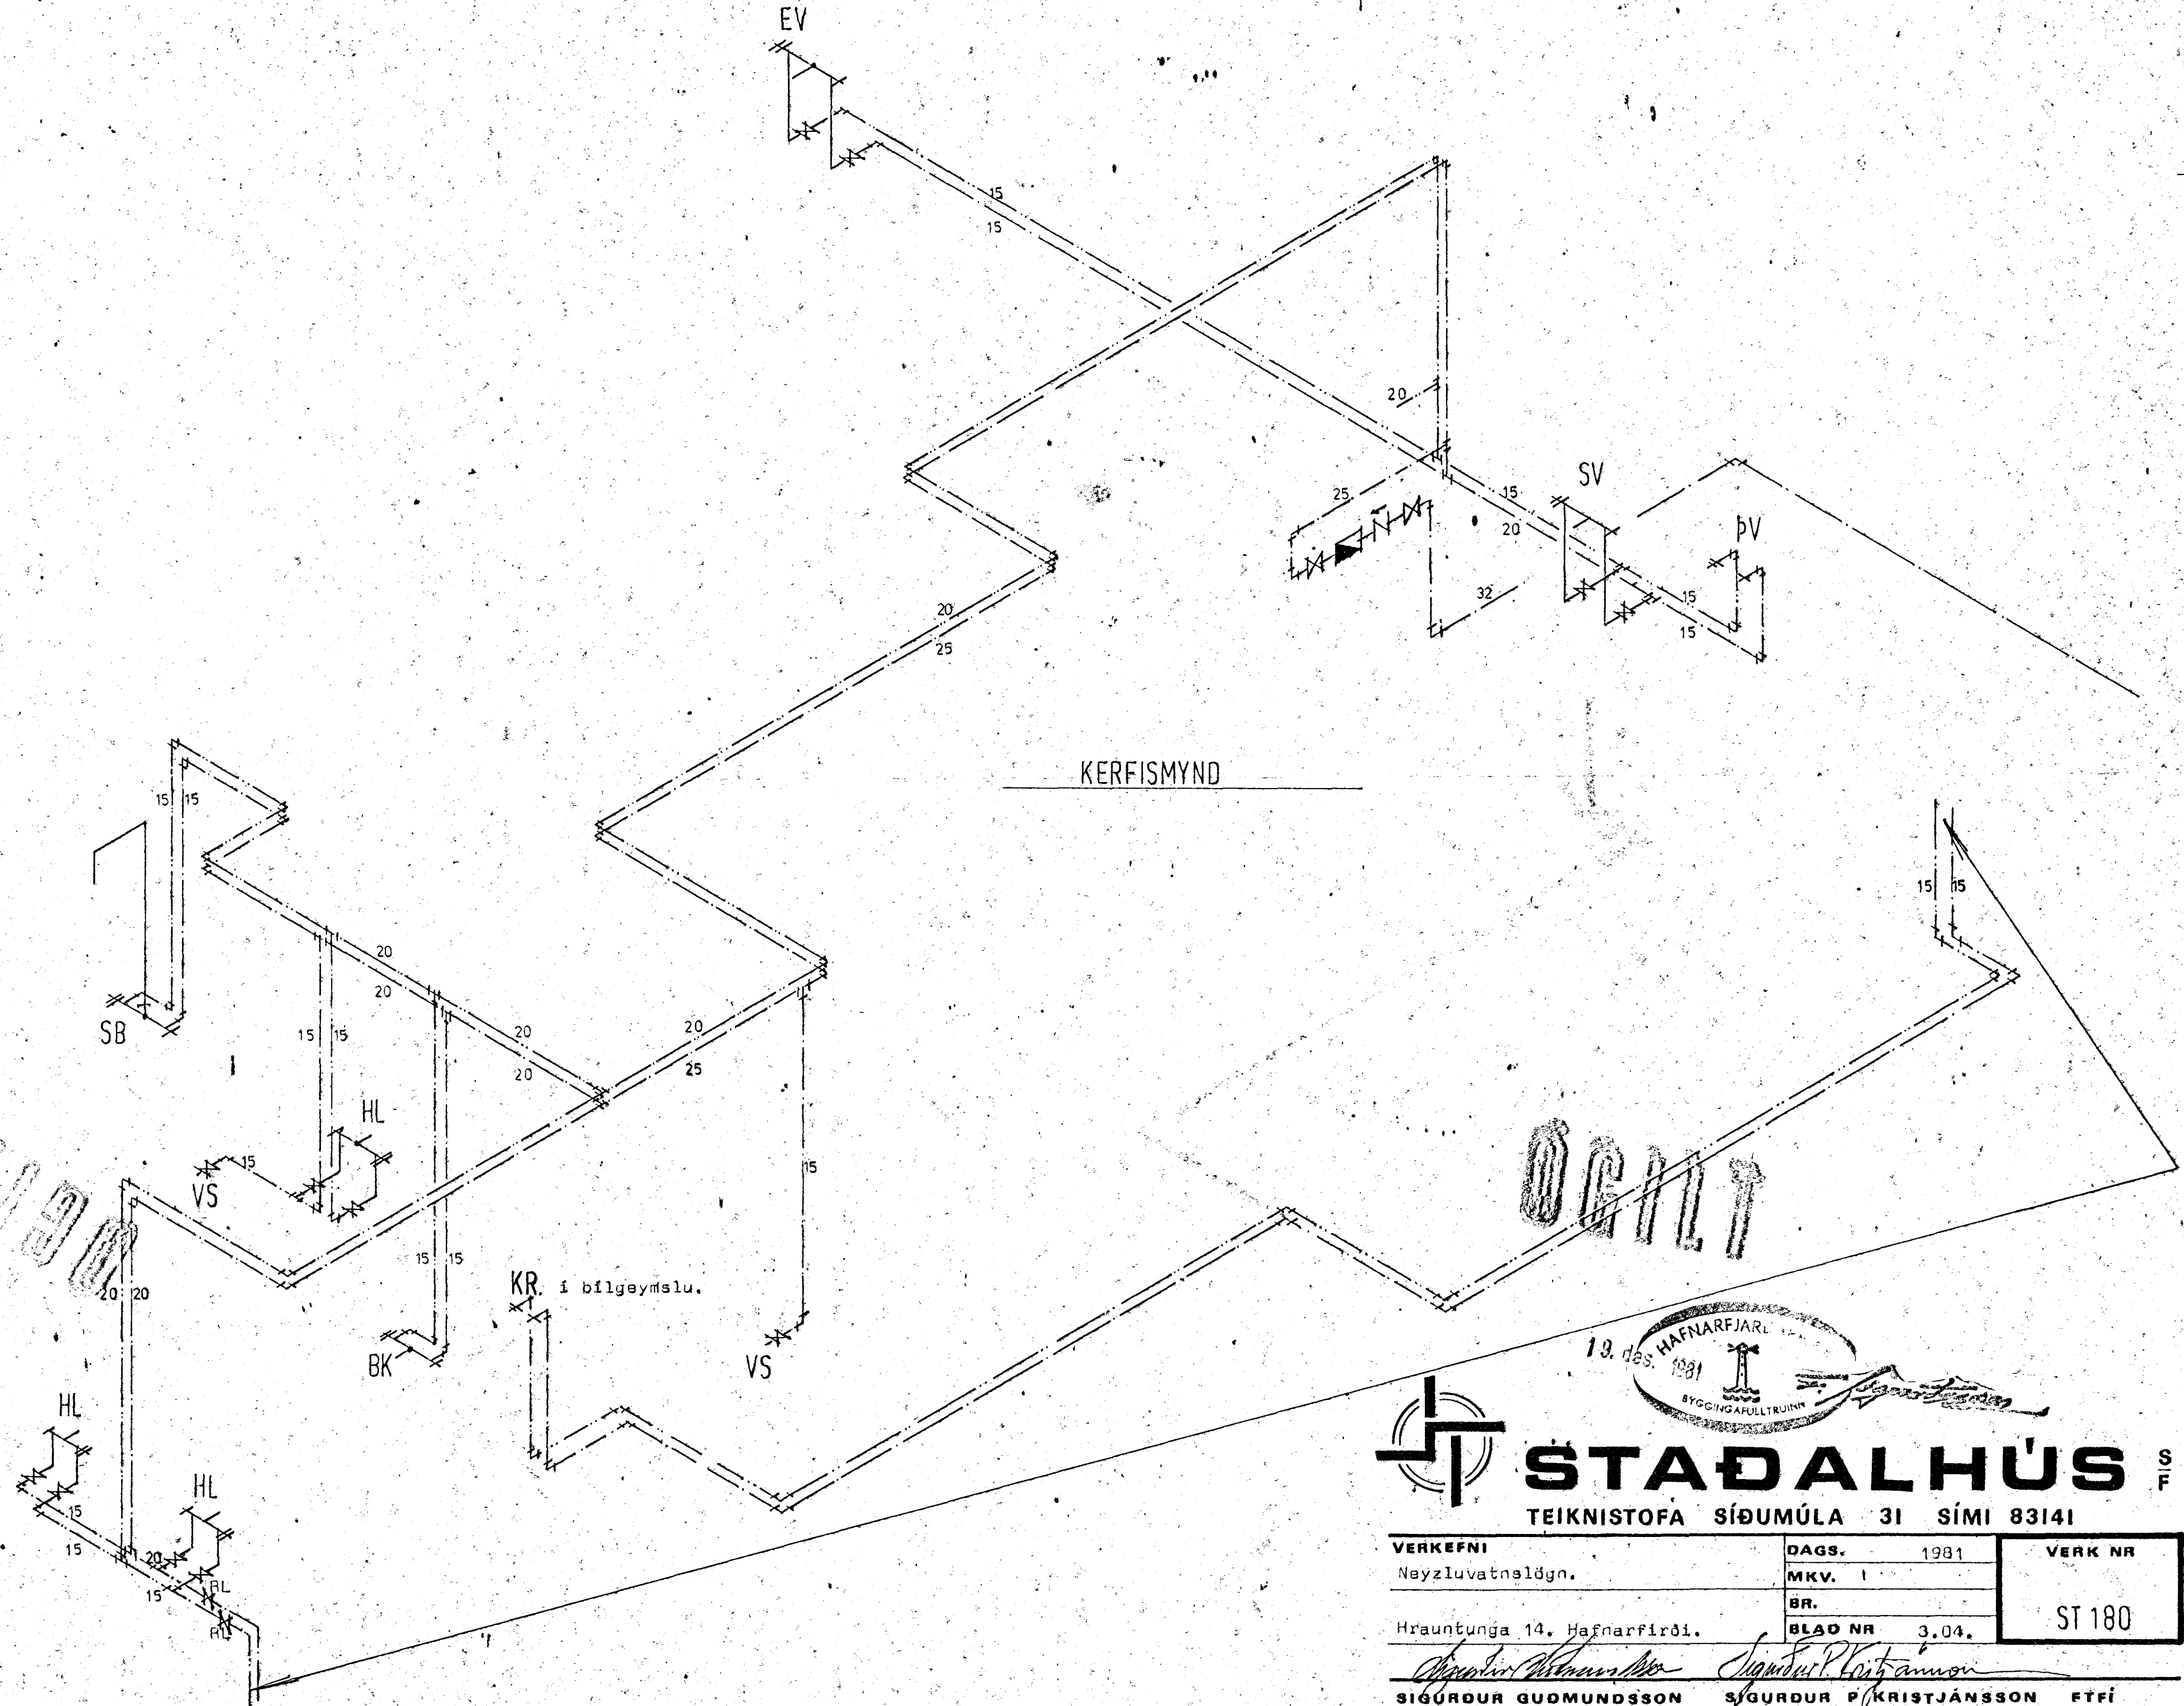 EV
15
15
20
25
15
20
SV
ÞV
32
15
15
20
25
KERFISMYND
15 15
15 15
20
20
SB
15 15
20
20
20
25
HL
15
VS
15
15 15
20 20
KR. í bílgeymslu.
BK
VS
HL
15
15
HL
20
15
RL
RL
ÓGILT
19. des. 1981
HAFNARFJAR
BYGGINGAFULLTRUINN
STAÐALHÚS S/F
TEIKNISTOFA SÍÐUMÚLA 31 SÍMI 83141
VERKEFNI
Neyzluvatnslögn.
Hrauntunga 14. Hafnarfirði.
DAGS. 1981
MKV. 1
BR.
BLAÐ NR 3.04.
VERK NR
ST 180
SIGURÐUR GUÐMUNDSSON SIGURÐUR P KRISTJÁNSSON FTFÍ